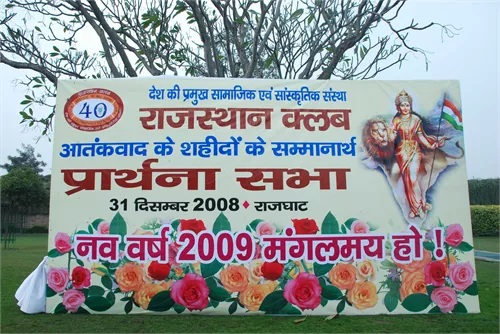 देश की प्रमुख सामाजिक एवं सांस्कृतिक संस्था
40
राजस्थान क्लब
आतंकवाद के शहीदों के सम्मानार्थ
प्रार्थना सभा
31 दिसम्बर 2008 ♦ राजघाट
नव वर्ष 2009 मंगलमय हो !